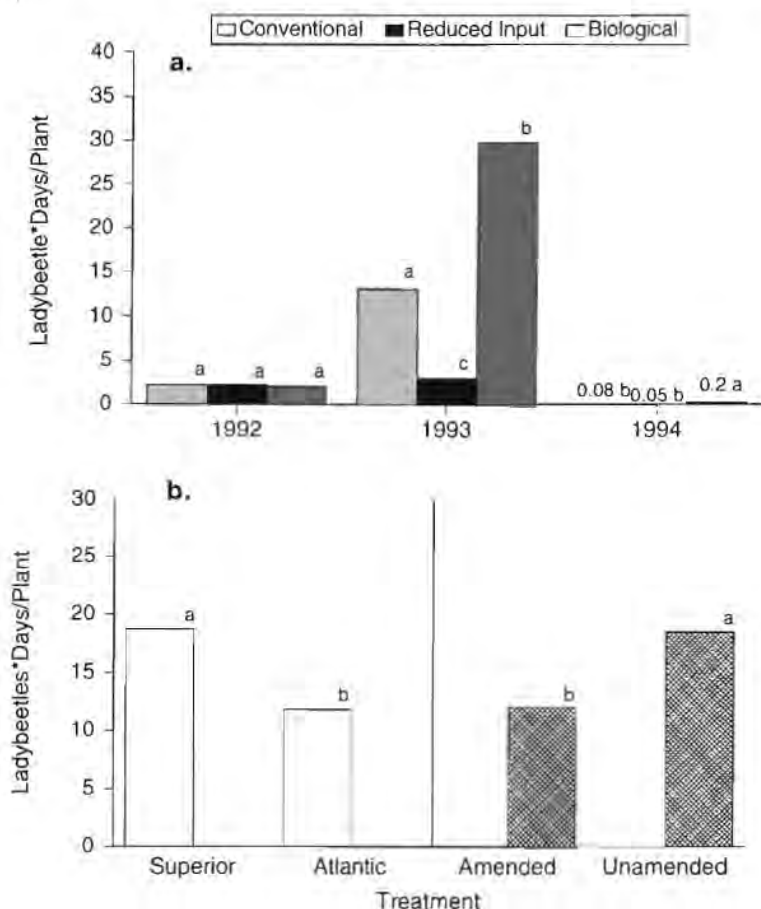 Conventional Reduced Input Biological
a.
40
35
30
25
20
15
10
5
0
Ladybeetle*Days/Plant
a a a
a c b
0.08 b 0.05 b 0.2 a
1992 1993 1994
b.
30
25
20
15
10
5
0
Ladybeetles*Days/Plant
a b b a
Superior Atlantic Amended Unamended
Treatment